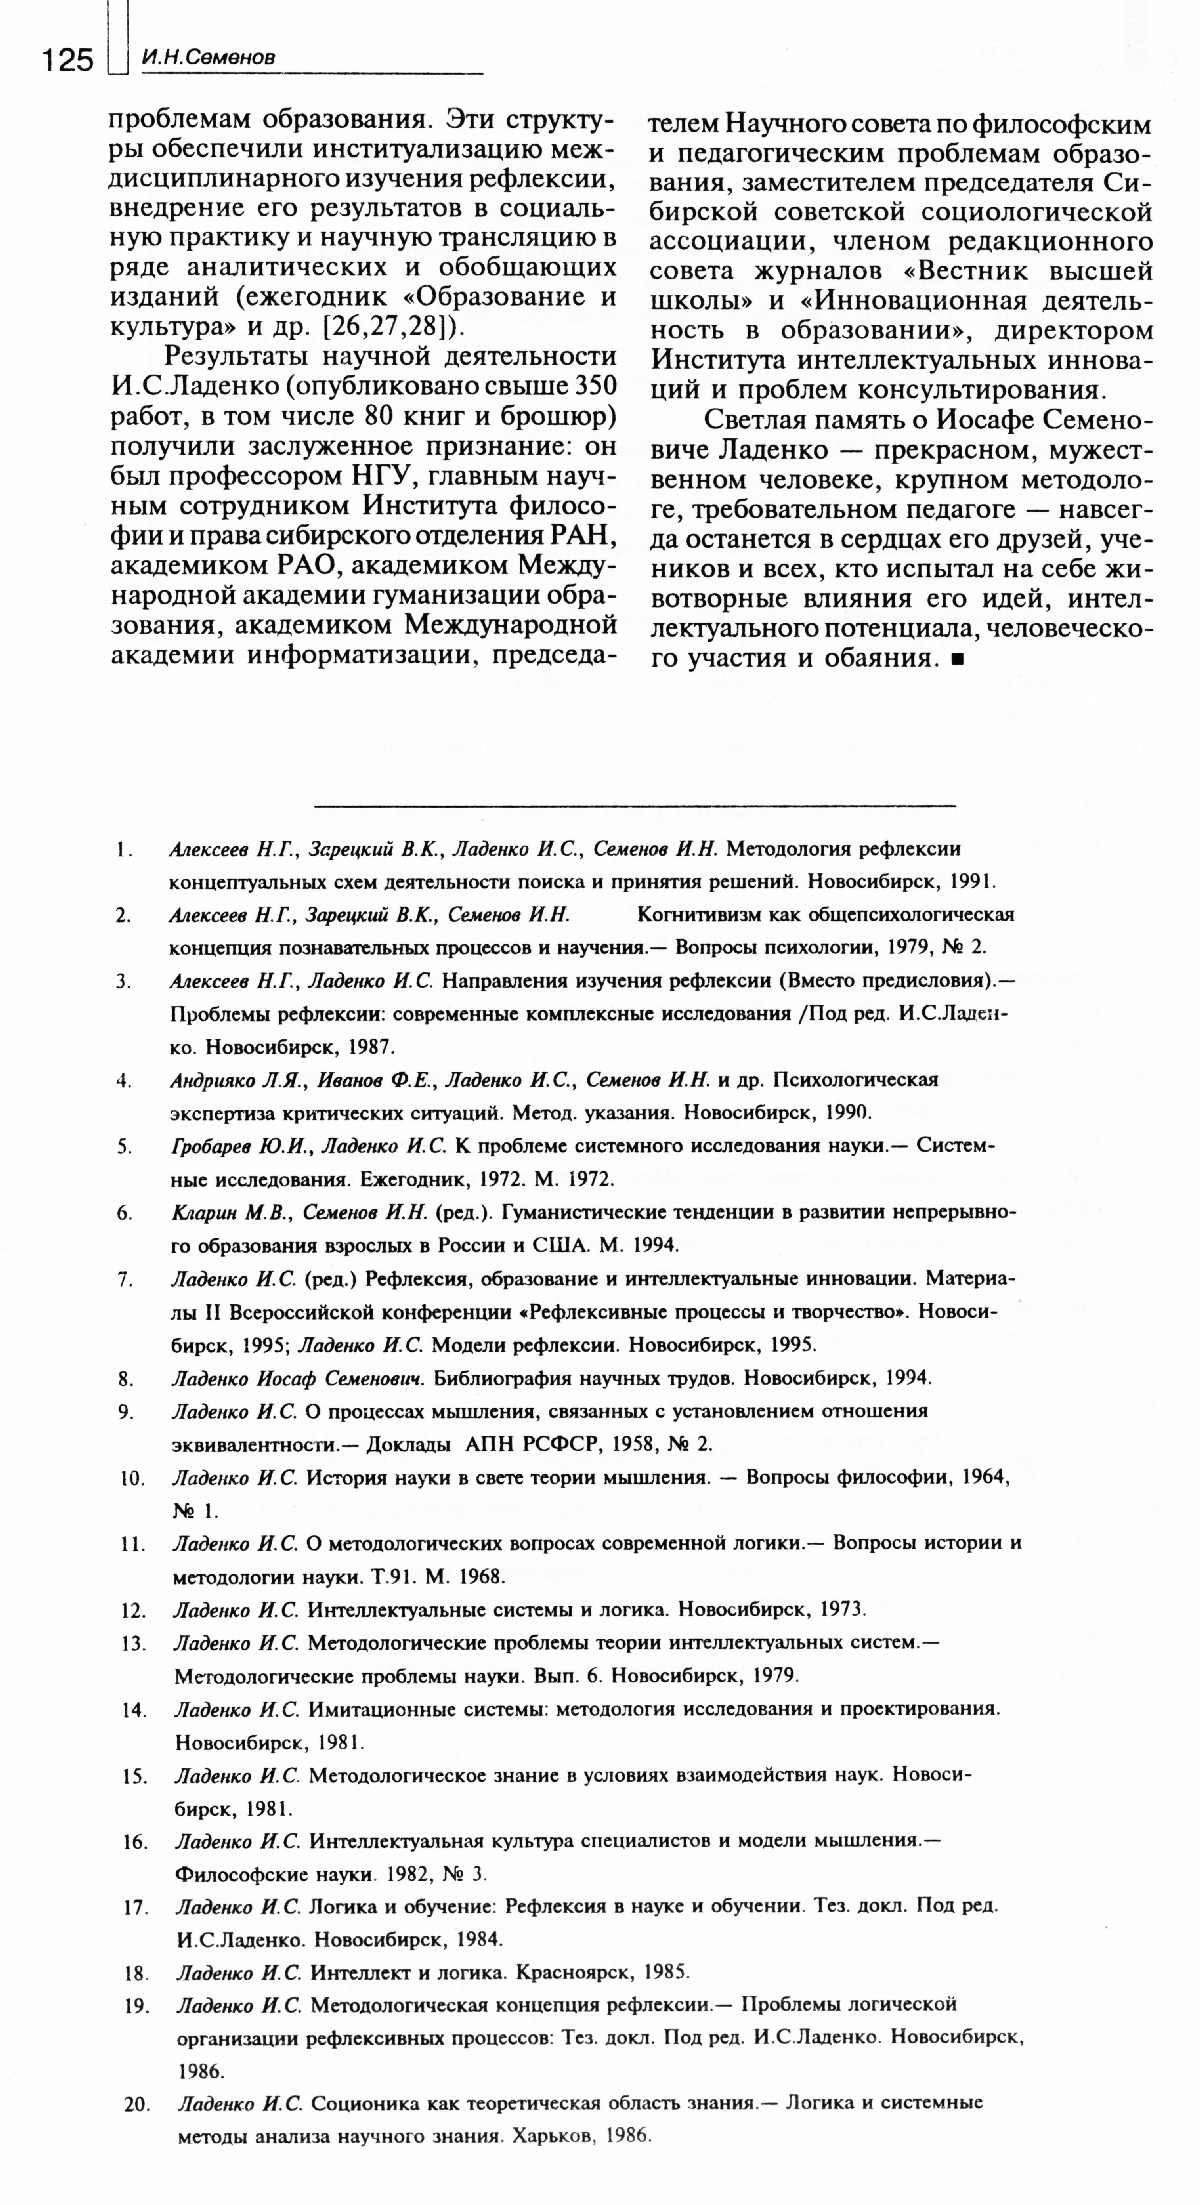 125
И.Н.Семенов
проблемам образования. Эти структу-
ры обеспечили институализацию меж-
дисциплинарного изучения рефлексии,
внедрение его результатов в социаль-
ную практику и научную трансляцию в
ряде аналитических и обобщающих
изданий (ежегодник «Образование и
культура» и др. [26,27,28]).
Результаты научной деятельности
И.С.Ладенко (опубликовано свыше 350
работ, в том числе 80 книг и брошюр)
получили заслуженное признание: он
был профессором НГУ, главным науч-
ным сотрудником Института филосо-
фии и права сибирского отделения РАН,
академиком РАО, академиком Между-
народной академии гуманизации обра-
зования, академиком Международной
академии информатизации, председа-
телем Научного совета по философским
и педагогическим проблемам образо-
вания, заместителем председателя Си-
бирской советской социологической
ассоциации, членом редакционного
совета журналов «Вестник высшей
школы» и «Инновационная деятель-
ность в образовании», директором
Института интеллектуальных иннова-
ций и проблем консультирования.
Светлая память о Иосафе Семено-
виче Ладенко — прекрасном, мужест-
венном человеке, крупном методоло-
ге, требовательном педагоге — навсег-
да останется в сердцах его друзей, уче-
ников и всех, кто испытал на себе жи-
вотворные влияния его идей, интел-
лектуального потенциала, человеческо-
го участия и обаяния. ■
1. Алексеев Н.Г., Зарецкий В.К., Ладенко И.С., Семенов И.Н. Методология рефлексии
концептуальных схем деятельности поиска и принятия решений. Новосибирск, 1991.
2. Алексеев Н.Г., Зарецкий В.К., Семенов И.Н. Когнитивизм как общепсихологическая
концепция познавательных процессов и научения.— Вопросы психологии, 1979, № 2.
3. Алексеев Н.Г., Ладенко И.С. Направления изучения рефлексии (Вместо предисловия).—
Проблемы рефлексии: современные комплексные исследования /Под ред. И.С.Ладен-
ко. Новосибирск, 1987.
4. Андрияко Л.Я., Иванов Ф.Е., Ладенко И.С., Семенов И.Н. и др. Психологическая
экспертиза критических ситуаций. Метод. указания. Новосибирск, 1990.
5. Гробарев Ю.И., Ладенко И.С. К проблеме системного исследования науки.— Систем-
ные исследования. Ежегодник, 1972. М. 1972.
6. Кларин М.В., Семенов И.Н. (ред.). Гуманистические тенденции в развитии непрерывно-
го образования взрослых в России и США. М. 1994.
7. Ладенко И.С. (ред.) Рефлексия, образование и интеллектуальные инновации. Материа-
лы II Всероссийской конференции «Рефлексивные процессы и творчество». Новоси-
бирск, 1995; Ладенко И.С. Модели рефлексии. Новосибирск, 1995.
8. Ладенко Иосаф Семенович. Библиография научных трудов. Новосибирск, 1994.
9. Ладенко И.С. О процессах мышления, связанных с установлением отношения
эквивалентности.— Доклады АПН РСФСР, 1958, № 2.
10. Ладенко И.С. История науки в свете теории мышления. — Вопросы философии, 1964,
№ 1.
11. Ладенко И.С. О методологических вопросах современной логики.— Вопросы истории и
методологии науки. Т.91. М. 1968.
12. Ладенко И.С. Интеллектуальные системы и логика. Новосибирск, 1973.
13. Ладенко И.С. Методологические проблемы теории интеллектуальных систем.—
Методологические проблемы науки. Вып. 6. Новосибирск, 1979.
14. Ладенко И.С. Имитационные системы: методология исследования и проектирования.
Новосибирск, 1981.
15. Ладенко И.С. Методологическое знание в условиях взаимодействия наук. Новоси-
бирск, 1981.
16. Ладенко И.С. Интеллектуальная культура специалистов и модели мышления.—
Философские науки. 1982, № 3.
17. Ладенко И.С. Логика и обучение: Рефлексия в науке и обучении. Тез. докл. Под ред.
И.С.Ладенко. Новосибирск, 1984.
18. Ладенко И.С. Интеллект и логика. Красноярск, 1985.
19. Ладенко И.С. Методологическая концепция рефлексии.— Проблемы логической
организации рефлексивных процессов: Тез. докл. Под ред. И.С.Ладенко. Новосибирск,
1986.
20. Ладенко И.С. Соционика как теоретическая область знания.— Логика и системные
методы анализа научного знания. Харьков, 1986.